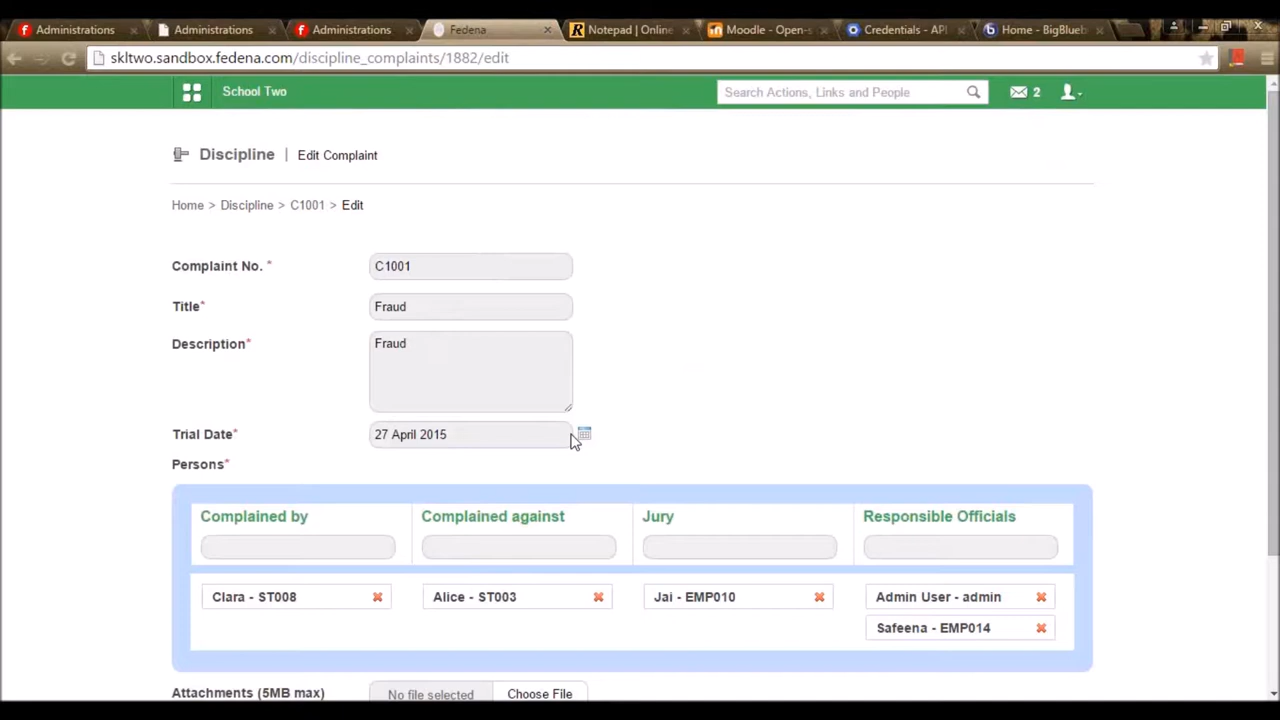 Administrations Administrations Administrations Fedena Notepad | Online Moodle - Open-s Credentials - API Home - BigBlueb
skltwo.sandbox.fedena.com/discipline_complaints/1882/edit
School Two Search Actions, Links and People 2
Discipline | Edit Complaint
Home > Discipline > C1001 > Edit
Complaint No. * C1001
Title* Fraud
Description* Fraud
Trial Date* 27 April 2015
Persons*
Complained by Complained against Jury Responsible Officials
Clara - ST008 Alice - ST003 Jai - EMP010 Admin User - admin
Safeena - EMP014
Attachments (5MB max) No file selected Choose File